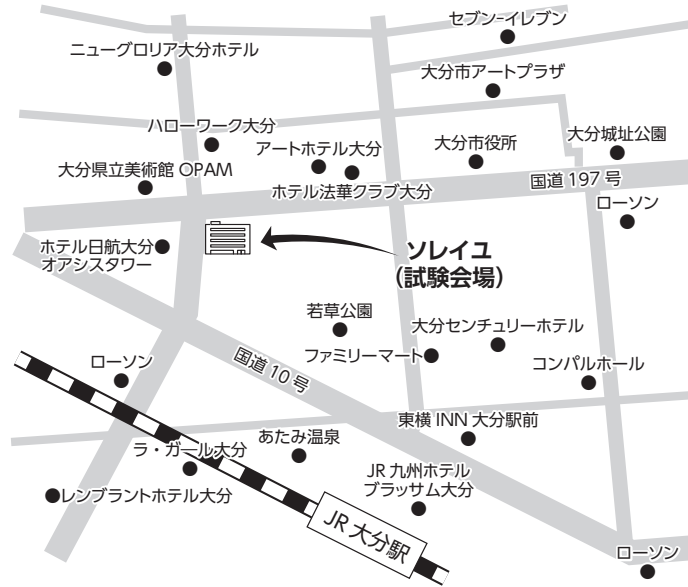 セブン-イレブン
ニューグロリア大分ホテル
大分市アートプラザ
ハローワーク大分
アートホテル大分
大分市役所
大分城址公園
大分県立美術館 OPAM
国道 197 号
ホテル法華クラブ大分
ローソン
ホテル日航大分
オアシスタワー
ソレイユ
（試験会場）
若草公園
大分センチュリーホテル
ファミリーマート
国道 10 号
ローソン
コンパルホール
東横 INN 大分駅前
あたみ温泉
ラ・ガール大分
JR 九州ホテル
ブラッサム大分
レンブラントホテル大分
JR 大分駅
ローソン